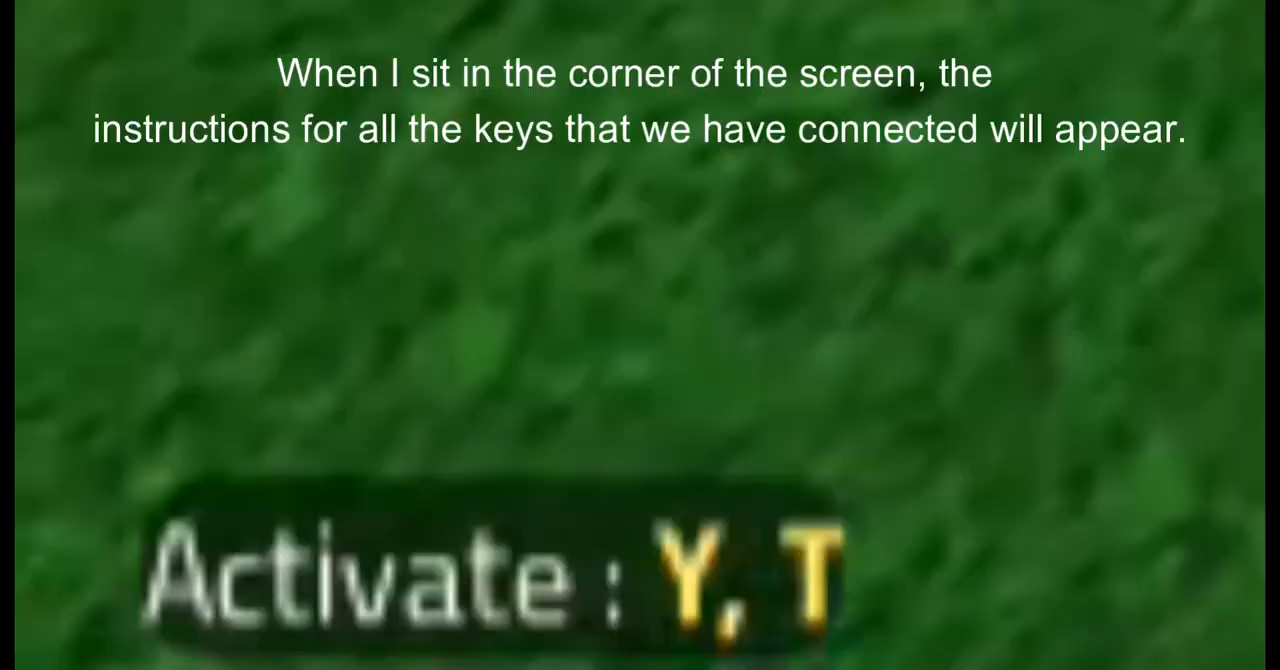 When I sit in the corner of the screen, the
instructions for all the keys that we have connected will appear.
Activate : Y, T